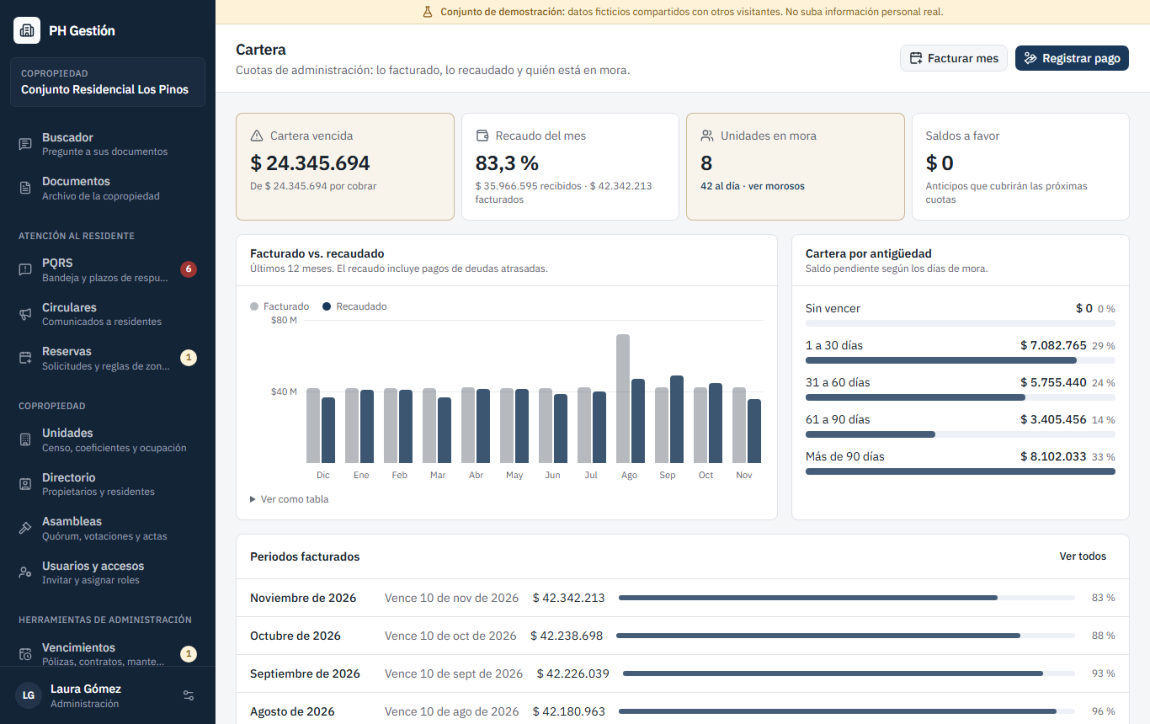 PH Gestión
COPROPIEDAD
Conjunto Residencial Los Pinos
Buscador
Pregunte a sus documentos
Documentos
Archivo de la copropiedad
ATENCIÓN AL RESIDENTE
PQRS
Bandeja y plazos de respu...
6
Circulares
Comunicados a residentes
Reservas
Solicitudes y reglas de zon...
1
COPROPIEDAD
Unidades
Censo, coeficientes y ocupación
Directorio
Propietarios y residentes
Asambleas
Quórum, votaciones y actas
Usuarios y accesos
Invitar y asignar roles
HERRAMIENTAS DE ADMINISTRACIÓN
Vencimientos
Pólizas, contratos, mante...
1
LG
Laura Gómez
Administración
Conjunto de demostración: datos ficticios compartidos con otros visitantes. No suba información personal real.
Cartera
Cuotas de administración: lo facturado, lo recaudado y quién está en mora.
Facturar mes
Registrar pago
Cartera vencida
$ 24.345.694
De $ 24.345.694 por cobrar
Recaudo del mes
83,3 %
$ 35.966.595 recibidos · $ 42.342.213
facturados
Unidades en mora
8
42 al día · ver morosos
Saldos a favor
$ 0
Anticipos que cubrirán las próximas
cuotas
Facturado vs. recaudado
Últimos 12 meses. El recaudo incluye pagos de deudas atrasadas.
Facturado Recaudado
$80 M
$40 M
Dic Ene Feb Mar Abr May Jun Jul Ago Sep Oct Nov
Ver como tabla
Cartera por antigüedad
Saldo pendiente según los días de mora.
Sin vencer $ 0 0 %
1 a 30 días $ 7.082.765 29 %
31 a 60 días $ 5.755.440 24 %
61 a 90 días $ 3.405.456 14 %
Más de 90 días $ 8.102.033 33 %
Periodos facturados Ver todos
Noviembre de 2026 Vence 10 de nov de 2026 $ 42.342.213 83 %
Octubre de 2026 Vence 10 de oct de 2026 $ 42.238.698 88 %
Septiembre de 2026 Vence 10 de sept de 2026 $ 42.226.039 93 %
Agosto de 2026 Vence 10 de ago de 2026 $ 42.180.963 96 %